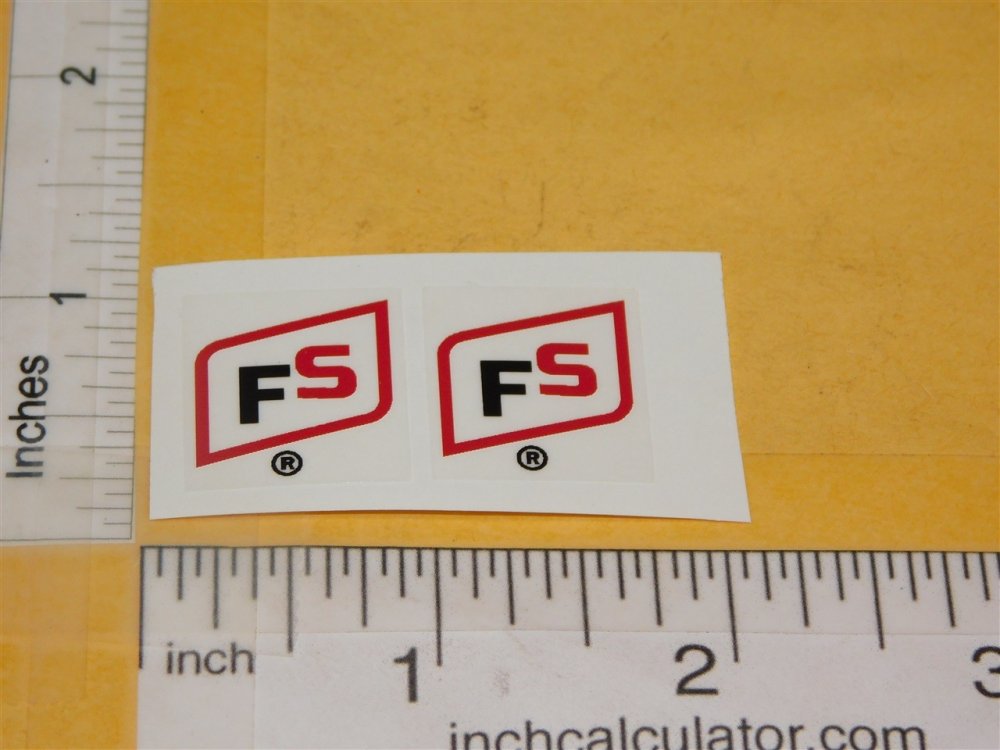 2
1
Inches
FS FS
® ®
inch 1 2 3
inchcalculator.com